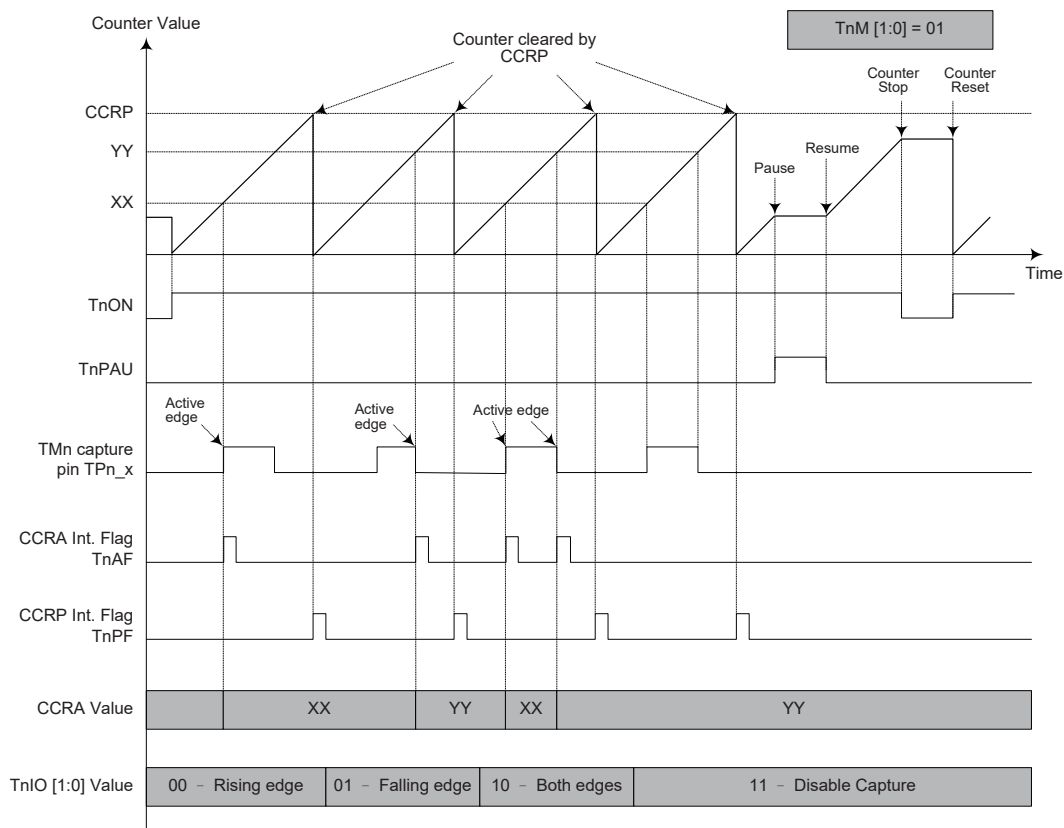 Counter Value
TnM [1:0] = 01
Counter cleared by
CCRP
Counter
Stop
Counter
Reset
CCRP
YY
XX
Pause
Resume
Time
TnON
TnPAU
Active
edge
Active
edge
Active edge
TMn capture
pin TPn_x
CCRA Int. Flag
TnAF
CCRP Int. Flag
TnPF
CCRA Value
XX
YY
XX
YY
TnIO [1:0] Value
00 - Rising edge
01 - Falling edge
10 - Both edges
11 - Disable Capture